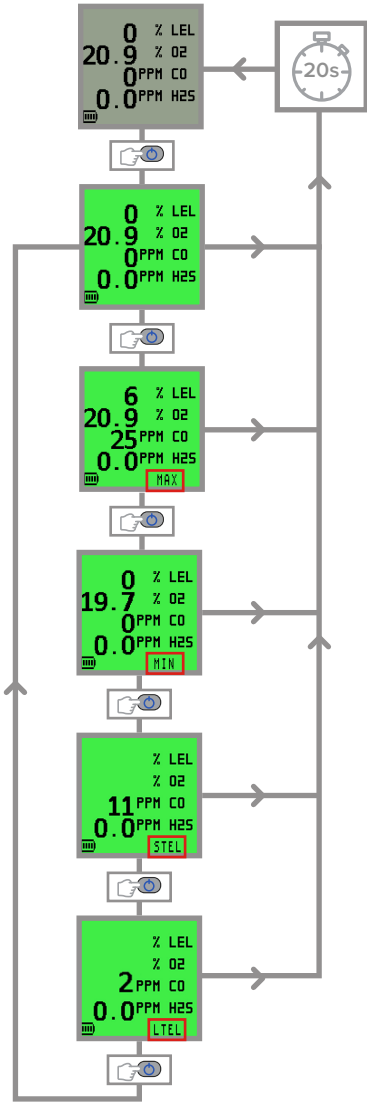 0 % LEL
20.9 % O2
0 PPM CO
0.0 PPM H2S
20s
0 % LEL
20.9 % O2
0 PPM CO
0.0 PPM H2S
6 % LEL
20.9 % O2
25 PPM CO
0.0 PPM H2S
MAX
0 % LEL
19.7 % O2
0 PPM CO
0.0 PPM H2S
MIN
% LEL
% O2
11 PPM CO
0.0 PPM H2S
STEL
% LEL
% O2
2 PPM CO
0.0 PPM H2S
LTEL